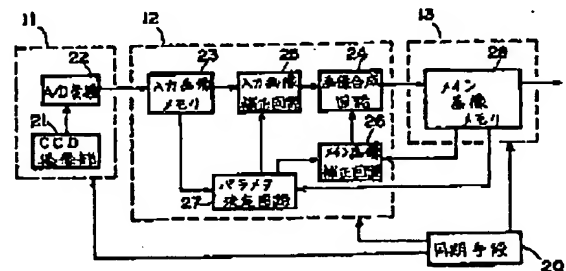 11
12
13
22
A/D変換
23
入力画像
メモリ
25
入力画像
補正回路
24
画像合成
回路
28
メイン
画像
メモリ
21
CCD
撮像部
26
メイン画像
補正回路
27
パラメタ
決定回路
同期手段
20